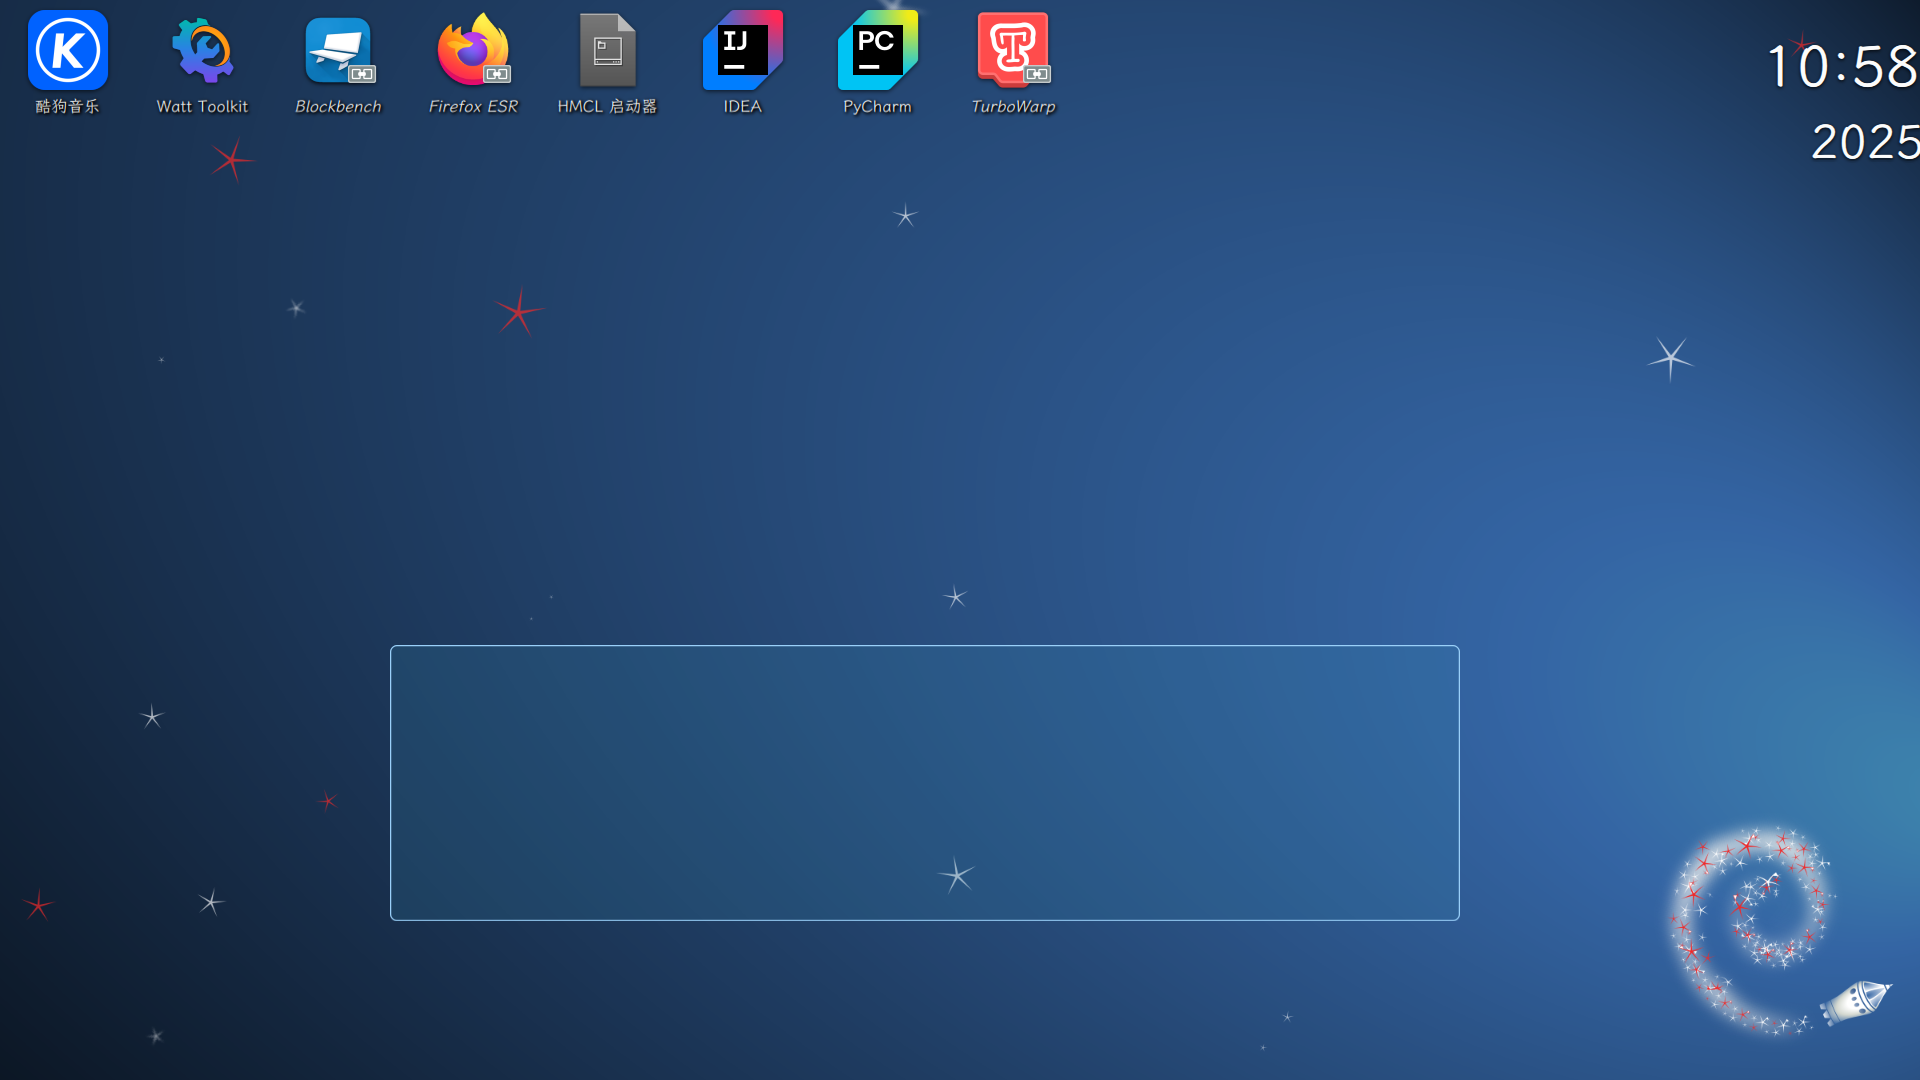 K
IJ
PC
T
酷狗音乐
Watt Toolkit
Blockbench
Firefox ESR
HMCL 启动器
IDEA
PyCharm
TurboWarp
10:58
2025